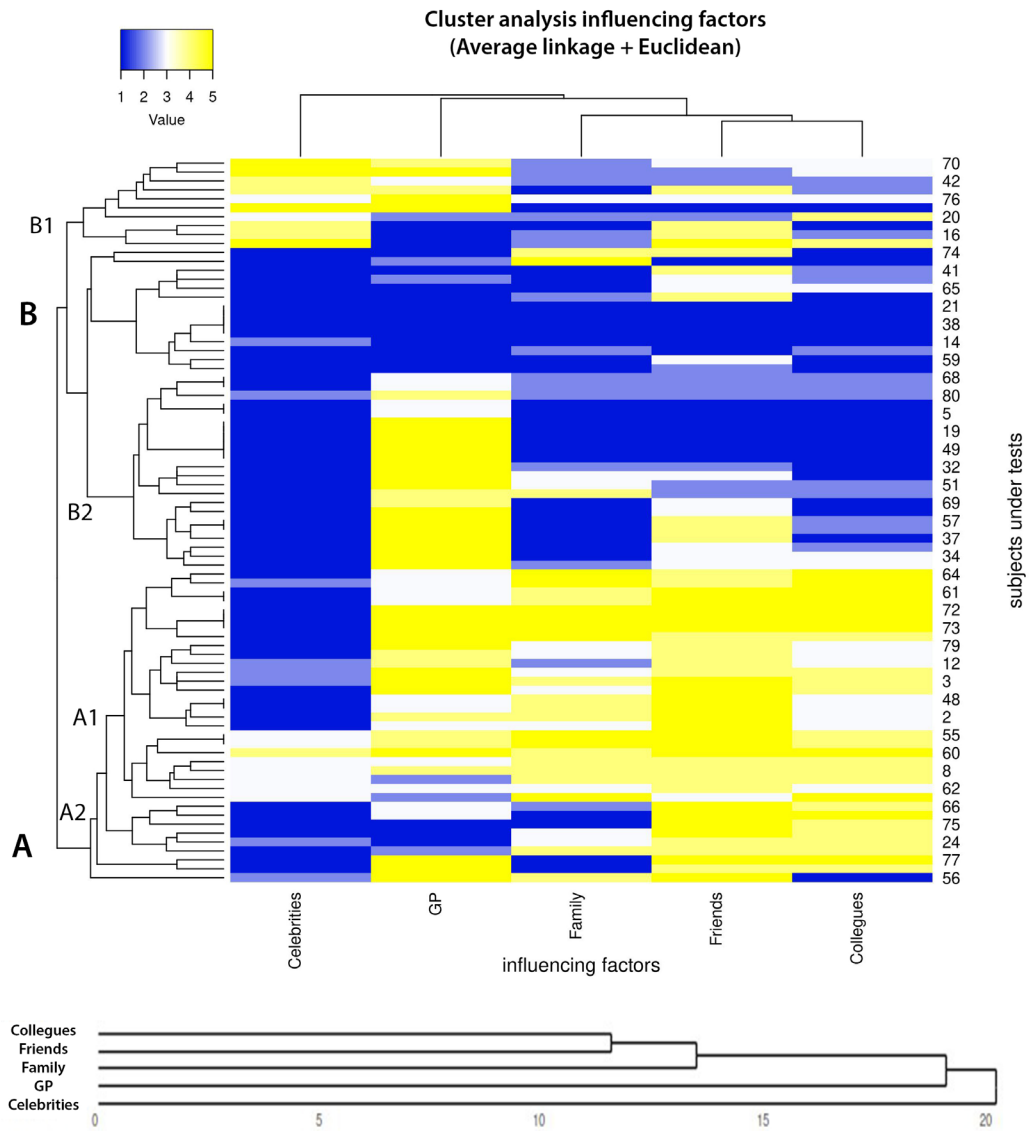 Cluster analysis influencing factors
(Average linkage + Euclidean)
1 2 3 4 5
Value
70
42
76
20
B1
16
74
41
65
B
21
38
14
59
68
80
5
19
49
32
51
B2
69
57
37
34
subjects under tests
64
61
72
73
79
12
3
48
A1
2
55
60
8
62
A2
66
75
A
24
77
56
Celebrities
GP
Family
Friends
Collegues
influencing factors
Collegues
Friends
Family
GP
Celebrities
0 5 10 15 20